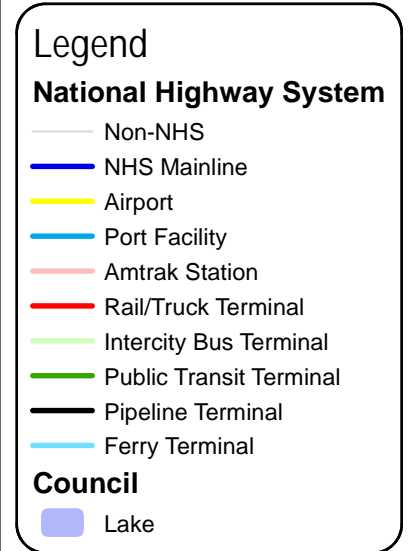 Legend
National Highway System
Non-NHS
NHS Mainline
Airport
Port Facility
Amtrak Station
Rail/Truck Terminal
Intercity Bus Terminal
Public Transit Terminal
Pipeline Terminal
Ferry Terminal
Council
Lake